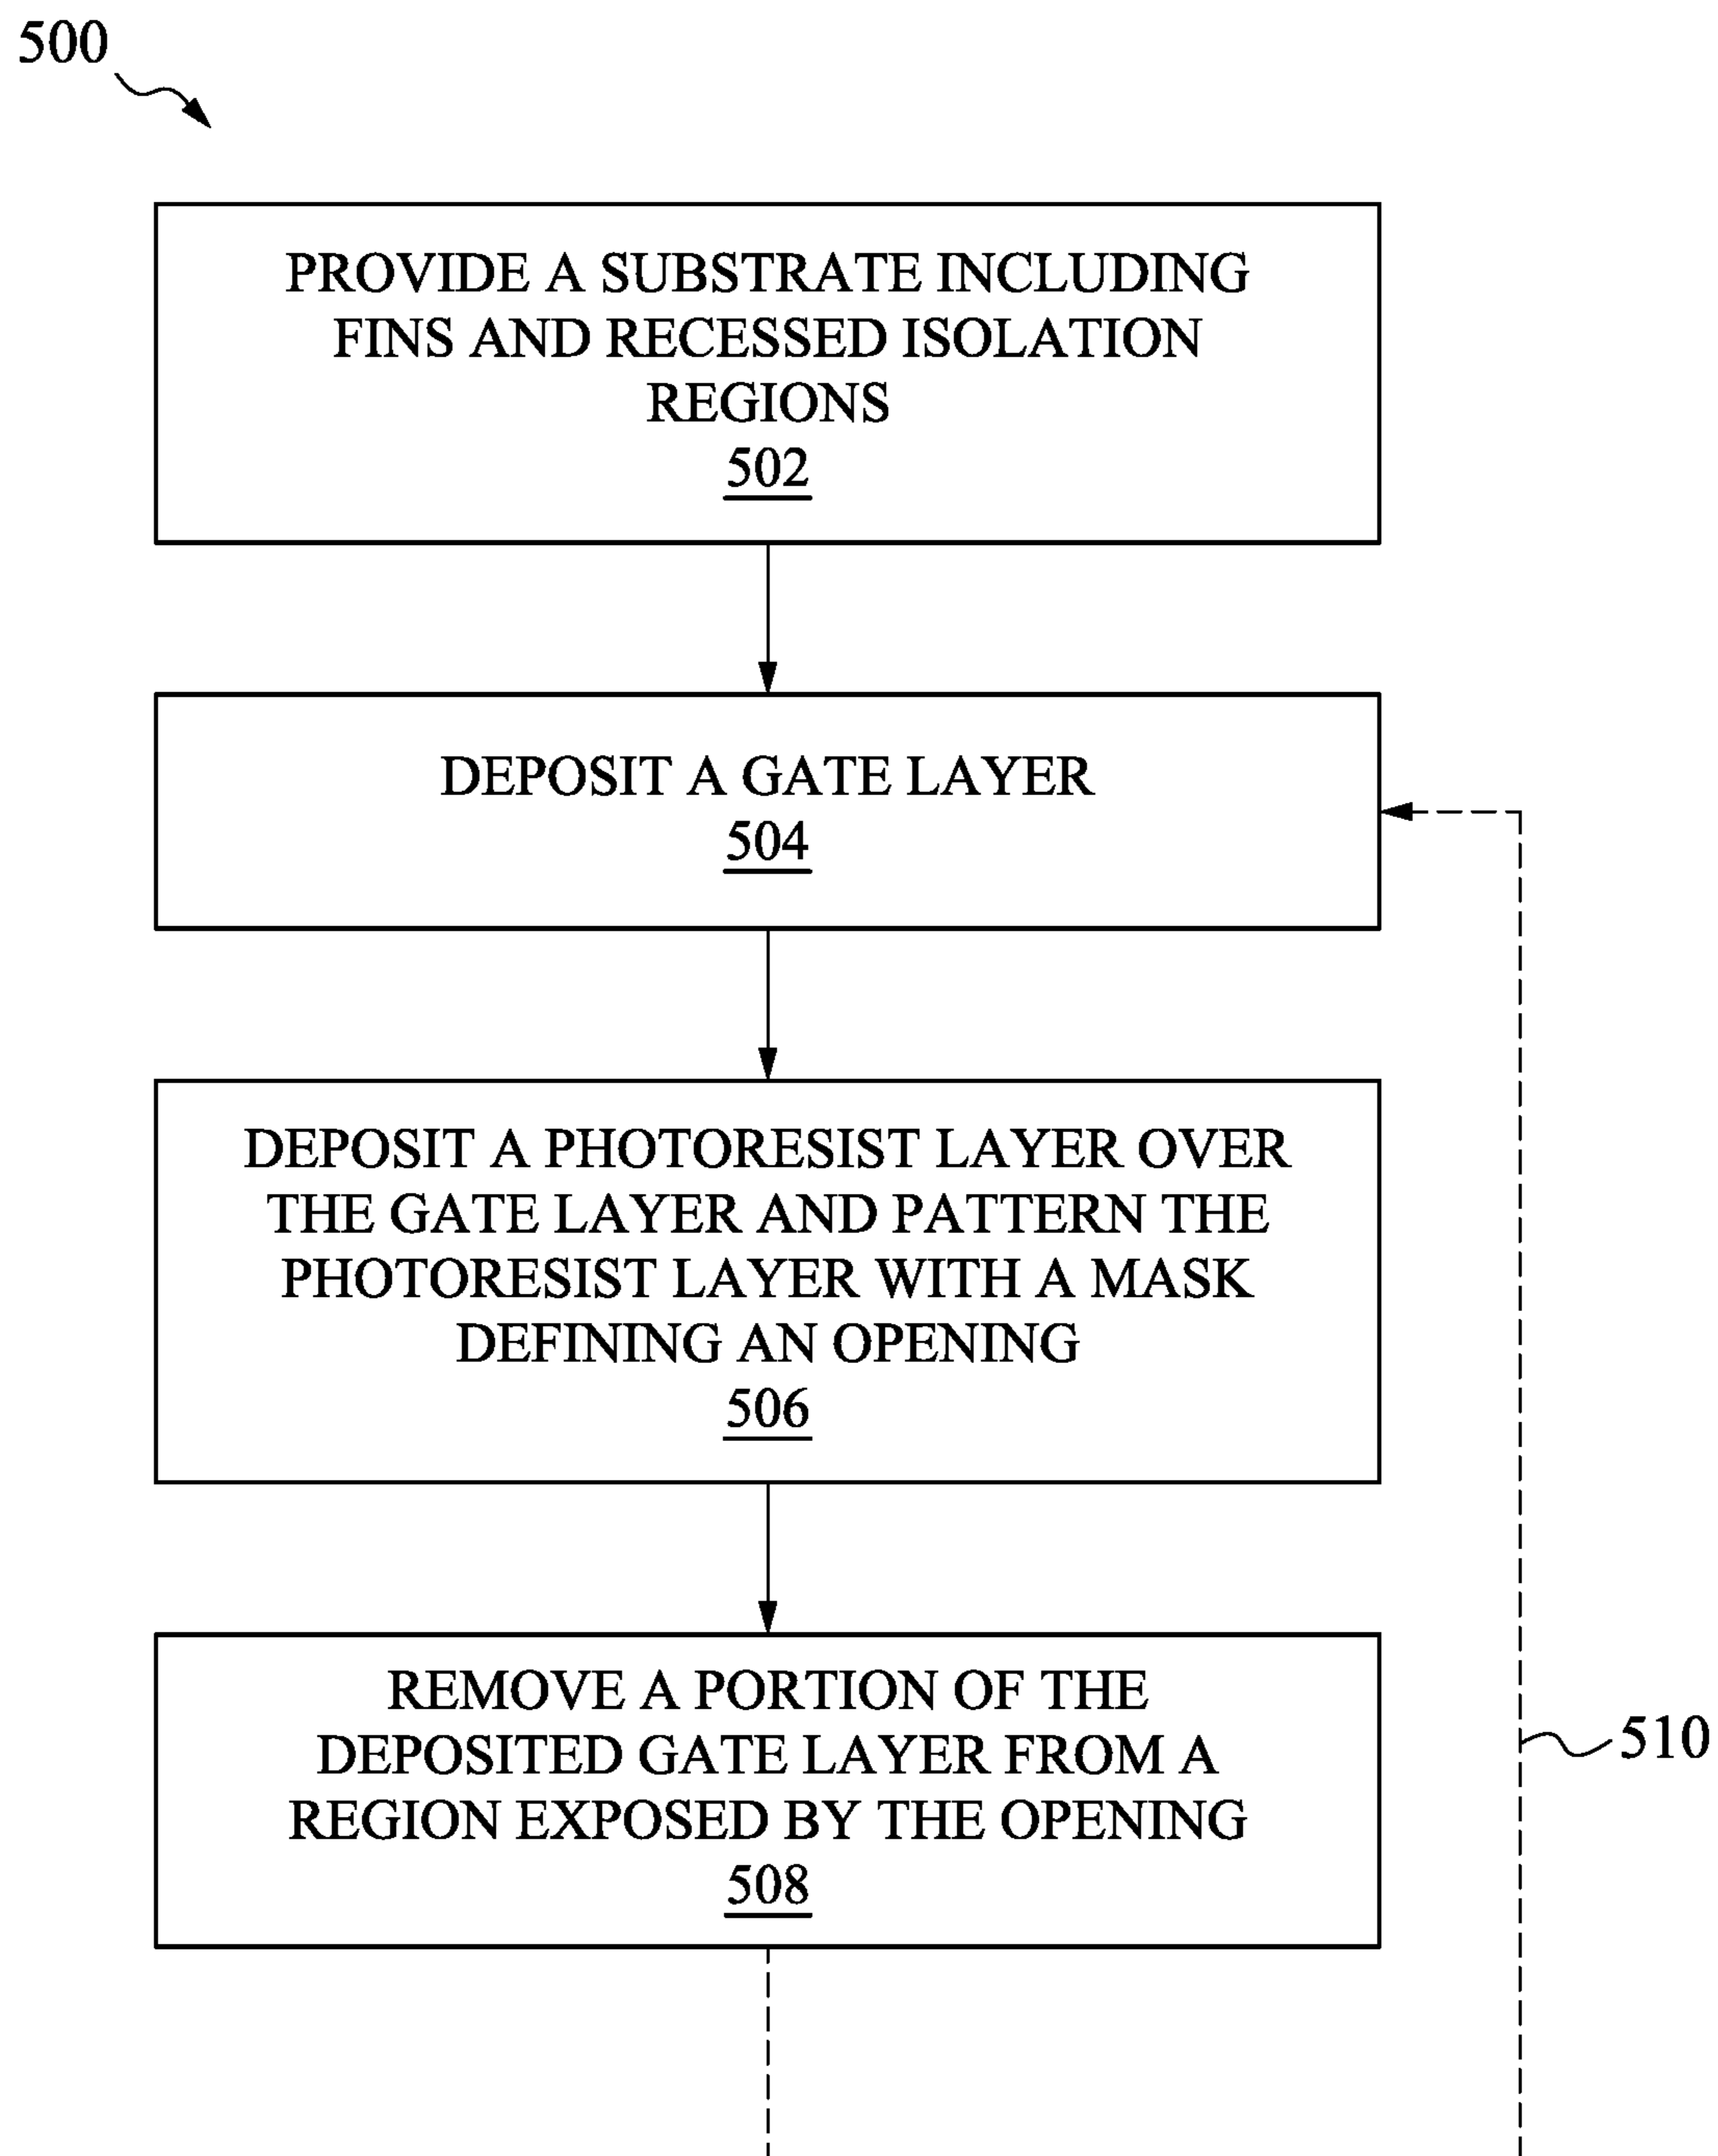 500
PROVIDE A SUBSTRATE INCLUDING
FINS AND RECESSED ISOLATION
REGIONS
502
DEPOSIT A GATE LAYER
504
DEPOSIT A PHOTORESIST LAYER OVER
THE GATE LAYER AND PATTERN THE
PHOTORESIST LAYER WITH A MASK
DEFINING AN OPENING
506
REMOVE A PORTION OF THE
DEPOSITED GATE LAYER FROM A
REGION EXPOSED BY THE OPENING
508
510